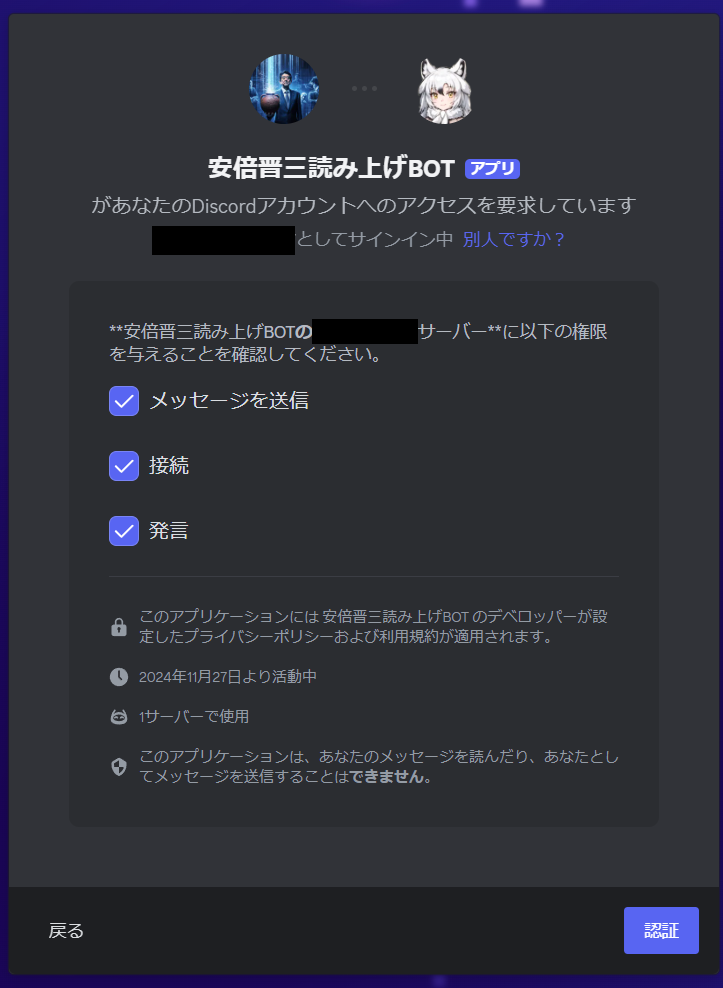 安倍晋三読み上げBOT アプリ
があなたのDiscordアカウントへのアクセスを要求しています
としてサインイン中 別人ですか？
**安倍晋三読み上げBOTの サーバー**に以下の権限
を与えることを確認してください。
メッセージを送信
接続
発言
このアプリケーションには 安倍晋三読み上げBOT のデベロッパーが設
定したプライバシーポリシーおよび利用規約が適用されます。
2024年11月27日より活動中
1サーバーで使用
このアプリケーションは、あなたのメッセージを読んだり、あなたとし
てメッセージを送信することはできません。
戻る
認証